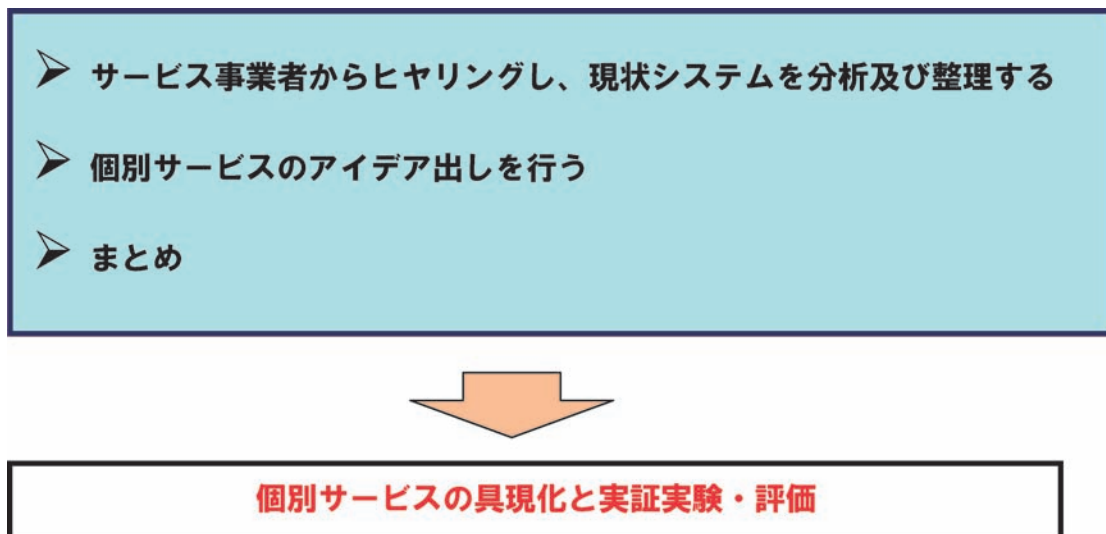 ➢ サービス事業者からヒヤリングし、現状システムを分析及び整理する
➢ 個別サービスのアイデア出しを行う
➢ まとめ
個別サービスの具現化と実証実験・評価